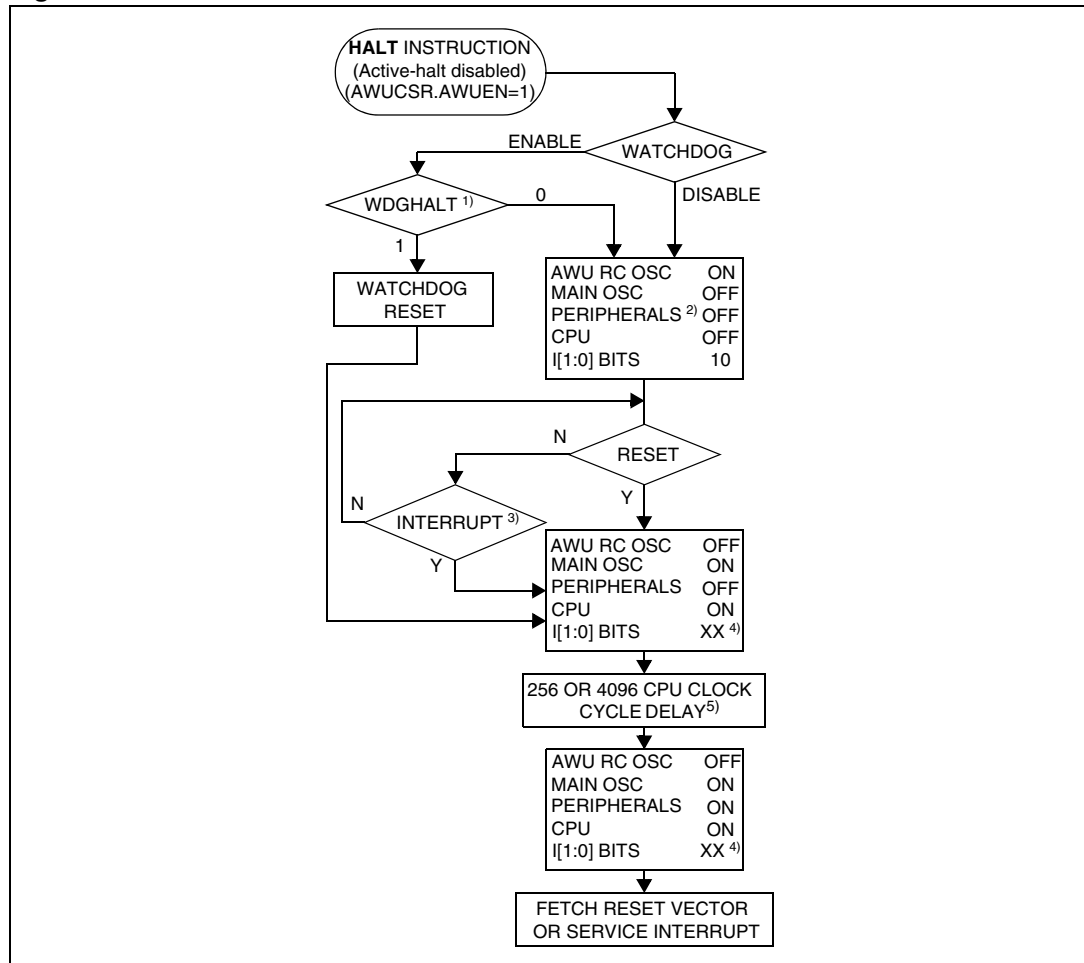 HALT INSTRUCTION
(Active-halt disabled)
(AWUCSR.AWUEN=1)
ENABLE
WATCHDOG
WDGHALT 1)
0
DISABLE
1
WATCHDOG
RESET
AWU RC OSC ON
MAIN OSC OFF
PERIPHERALS 2) OFF
CPU OFF
I[1:0] BITS 10
N
RESET
Y
N
INTERRUPT 3)
Y
AWU RC OSC OFF
MAIN OSC ON
PERIPHERALS OFF
CPU ON
I[1:0] BITS XX 4)
256 OR 4096 CPU CLOCK
CYCLE DELAY5)
AWU RC OSC OFF
MAIN OSC ON
PERIPHERALS ON
CPU ON
I[1:0] BITS XX 4)
FETCH RESET VECTOR
OR SERVICE INTERRUPT